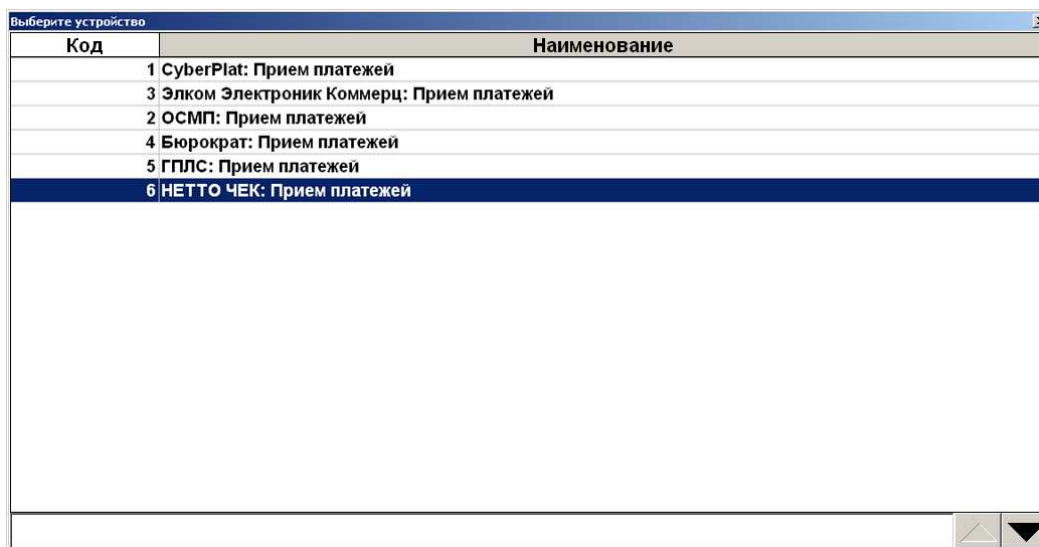 Выберите устройство
Код Наименование
1 CyberPlat: Прием платежей
3 Элком Электроник Коммерц: Прием платежей
2 ОСМП: Прием платежей
4 Бюрократ: Прием платежей
5 ГПЛС: Прием платежей
6 НЕТТО ЧЕК: Прием платежей